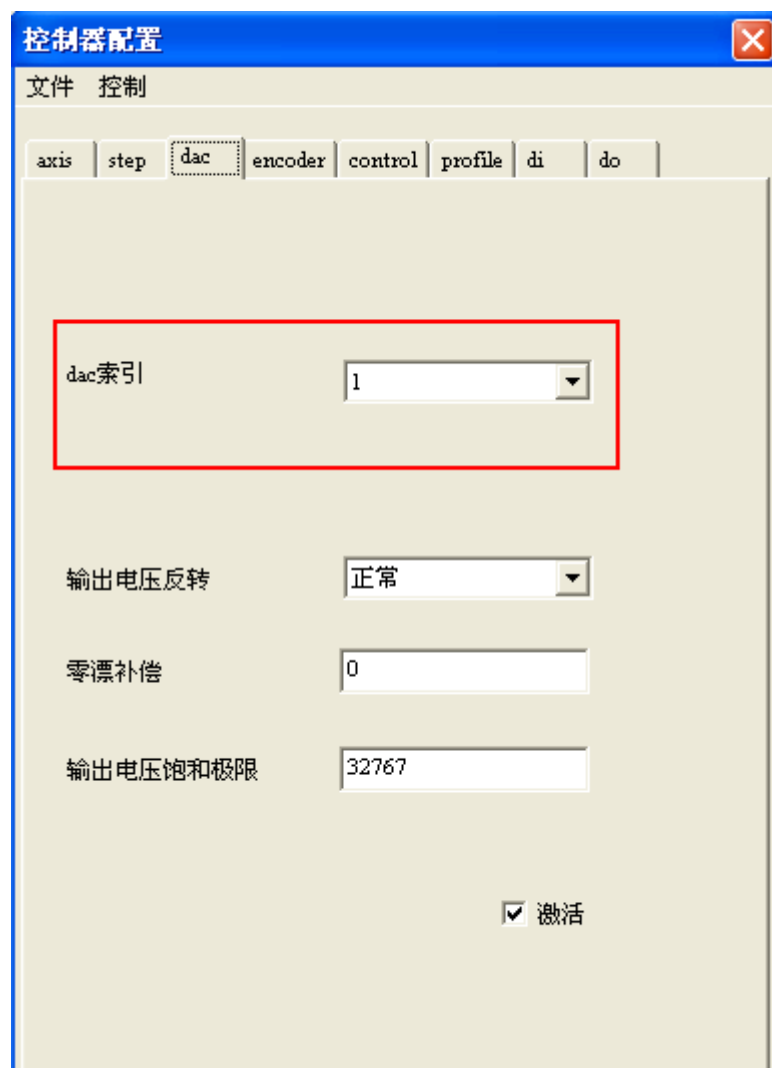 控制器配置
文件 控制
axis step dac encoder control profile di do
dac索引 1
输出电压反转 正常
零漂补偿 0
输出电压饱和极限 32767
激活